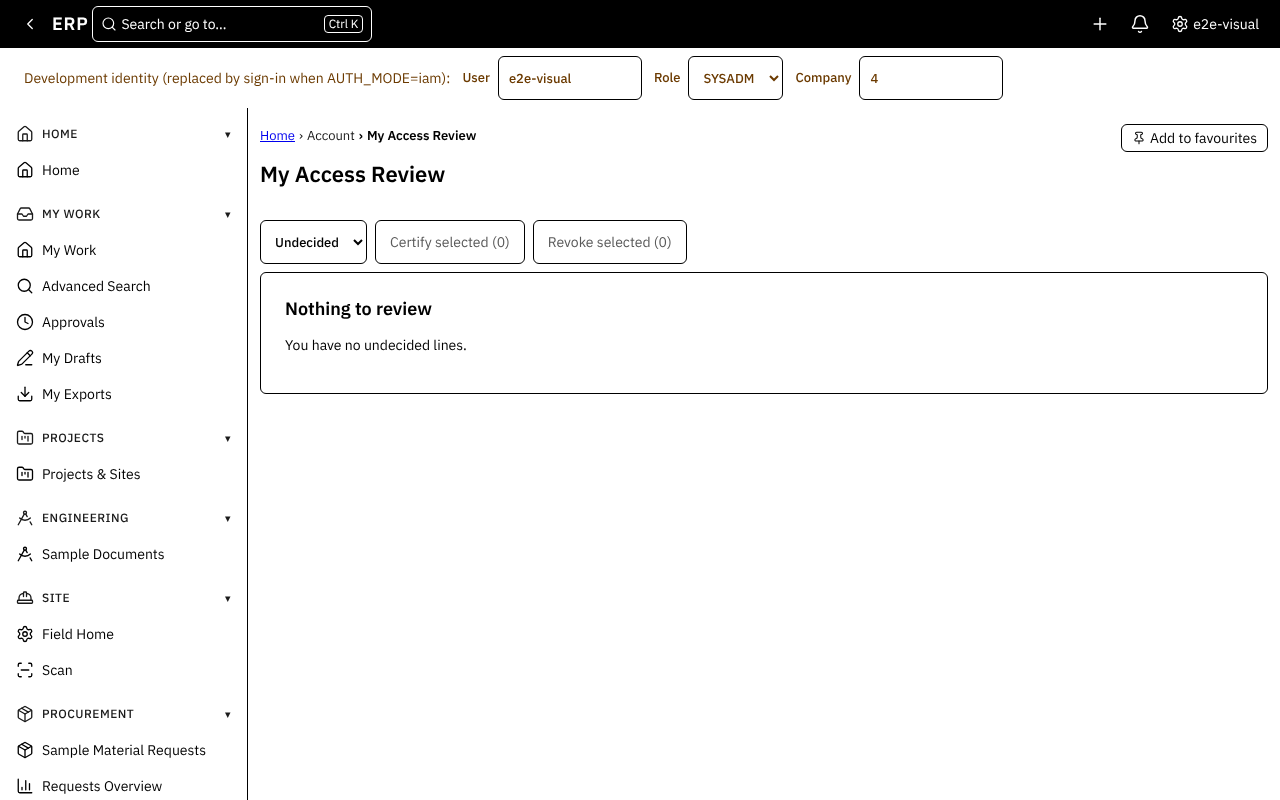 ERP
Search or go to...
Ctrl K
e2e-visual
Development identity (replaced by sign-in when AUTH_MODE=iam):
User
e2e-visual
Role
SYSADM
Company
4
HOME
Home
MY WORK
My Work
Advanced Search
Approvals
My Drafts
My Exports
PROJECTS
Projects & Sites
ENGINEERING
Sample Documents
SITE
Field Home
Scan
PROCUREMENT
Sample Material Requests
Requests Overview
Home › Account › My Access Review
Add to favourites
My Access Review
Undecided
Certify selected (0)
Revoke selected (0)
Nothing to review
You have no undecided lines.